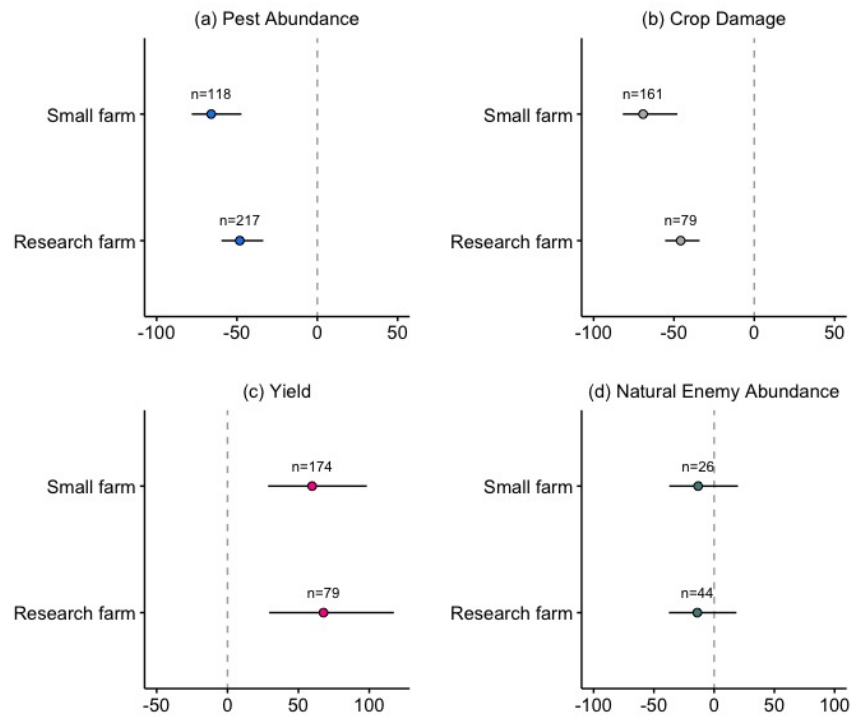 (a) Pest Abundance
n=118
Small farm
n=217
Research farm
-100 -50 0 50
(b) Crop Damage
n=161
Small farm
n=79
Research farm
-100 -50 0 50
(c) Yield
n=174
Small farm
n=79
Research farm
-50 0 50 100
(d) Natural Enemy Abundance
n=26
Small farm
n=44
Research farm
-100 -50 0 50 100